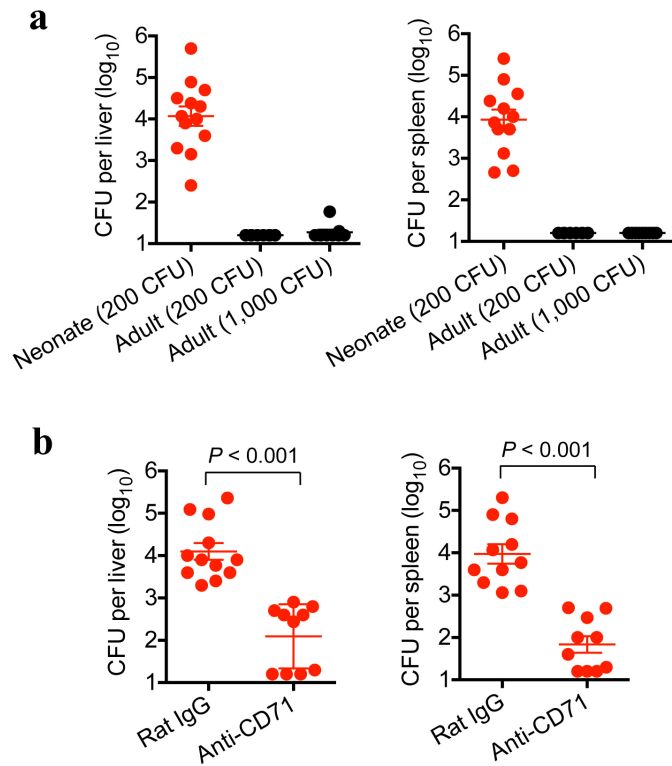 a
CFU per liver (log10)
6
5
4
3
2
1
Neonate (200 CFU)
Adult (200 CFU)
Adult (1,000 CFU)
CFU per spleen (log10)
6
5
4
3
2
1
Neonate (200 CFU)
Adult (200 CFU)
Adult (1,000 CFU)
b
P < 0.001
CFU per liver (log10)
6
5
4
3
2
1
Rat IgG
Anti-CD71
P < 0.001
CFU per spleen (log10)
6
5
4
3
2
1
Rat IgG
Anti-CD71